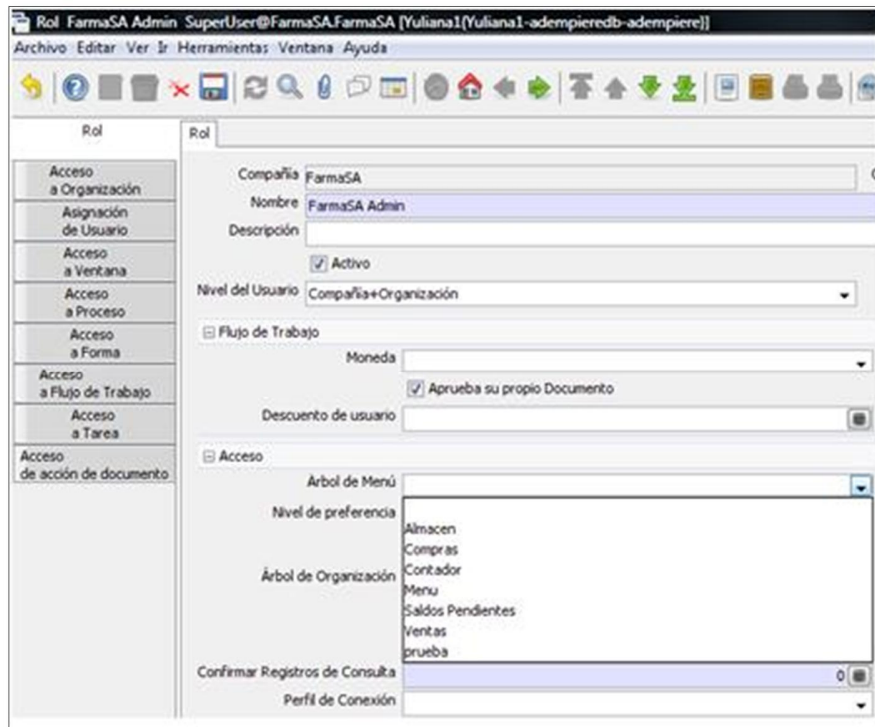 Rol FarmaSA Admin SuperUser@FarmaSA.FarmaSA [Yuliana1{Yuliana1-adempieredb-adempiere}]
Archivo Editar Ver Ir Herramientas Ventana Ayuda
Rol
Acceso
a Organización
Asignación
de Usuario
Acceso
a Ventana
Acceso
a Proceso
Acceso
a Forma
Acceso
a Flujo de Trabajo
Acceso
a Tarea
Acceso
de acción de documento
Rol
Compañía FarmaSA
Nombre FarmaSA Admin
Descripción
Activo
Nivel del Usuario Compañia+Organización
Flujo de Trabajo
Moneda
Aprueba su propio Documento
Descuento de usuario
Acceso
Árbol de Menú
Nivel de preferencia
Árbol de Organización
Almacen
Compras
Contador
Menu
Saldos Pendientes
Ventas
prueba
Confirmar Registros de Consulta 0
Perfil de Conexión